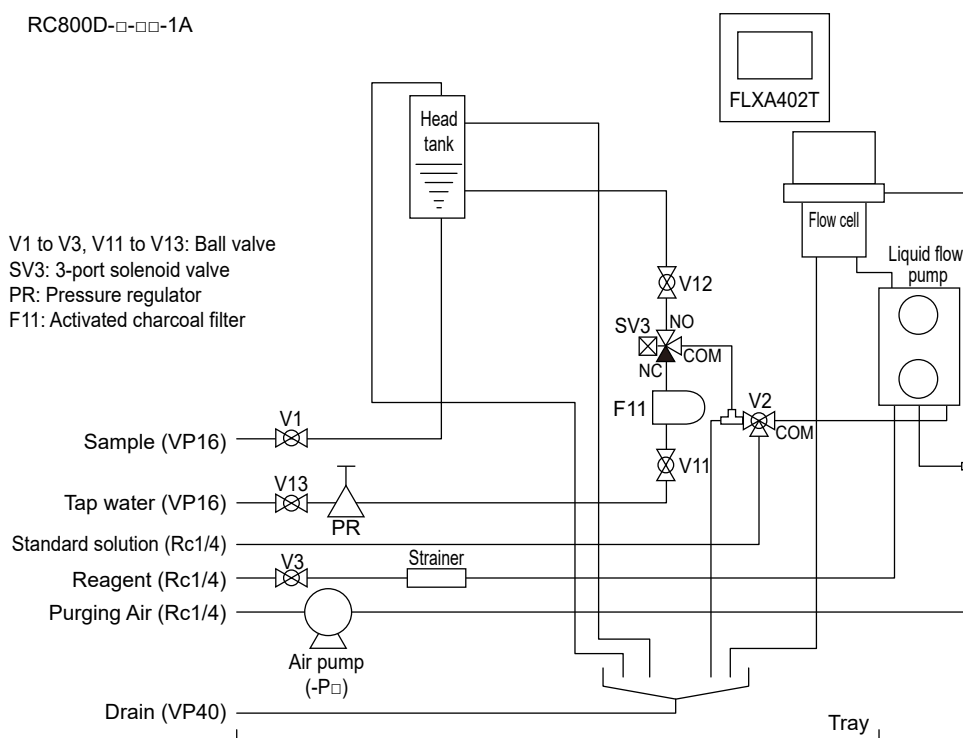 RC800D-□-□□-1A
FLXA402T
Head
tank
Flow cell
V1 to V3, V11 to V13: Ball valve
SV3: 3-port solenoid valve
PR: Pressure regulator
F11: Activated charcoal filter
Liquid flow
pump
V12
SV3
NO
COM
NC
F11
V2
COM
V1
Sample (VP16)
V11
V13
Tap water (VP16)
PR
Standard solution (Rc1/4)
V3
Strainer
Reagent (Rc1/4)
Purging Air (Rc1/4)
Air pump
(-P□)
Drain (VP40)
Tray